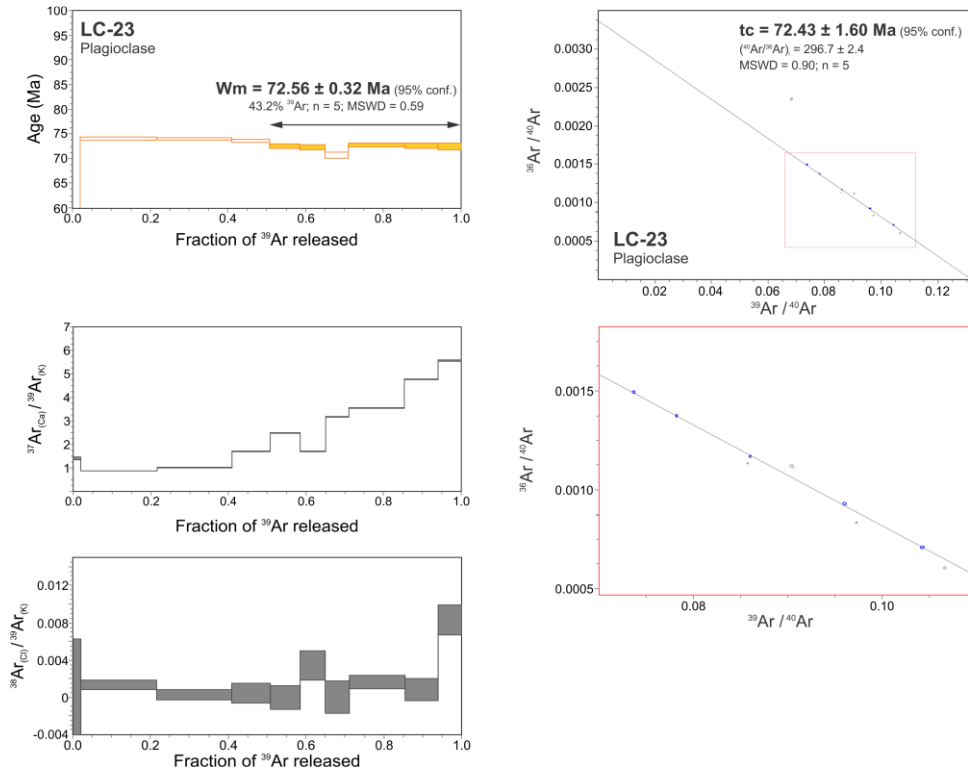 LC-23
Plagioclase
Wm = 72.56 ± 0.32 Ma (95% conf.)
43.2% ³⁹Ar; n = 5; MSWD = 0.59
Age (Ma)
100
95
90
85
80
75
70
65
60
0.0 0.2 0.4 0.6 0.8 1.0
Fraction of ³⁹Ar released
tc = 72.43 ± 1.60 Ma (95% conf.)
(⁴⁰Ar/³⁶Ar)ᵢ = 296.7 ± 2.4
MSWD = 0.90; n = 5
³⁶Ar / ⁴⁰Ar
0.0030
0.0025
0.0020
0.0015
0.0010
0.0005
LC-23
Plagioclase
0.02 0.04 0.06 0.08 0.10 0.12
³⁹Ar / ⁴⁰Ar
³⁷Ar(Ca) / ³⁹Ar(K)
7
6
5
4
3
2
1
0.0 0.2 0.4 0.6 0.8 1.0
Fraction of ³⁹Ar released
³⁶Ar / ⁴⁰Ar
0.0015
0.0010
0.0005
0.08 0.10
³⁹Ar / ⁴⁰Ar
³⁸Ar(Cl) / ³⁹Ar(K)
0.012
0.008
0.004
0
-0.004
0.0 0.2 0.4 0.6 0.8 1.0
Fraction of ³⁹Ar released